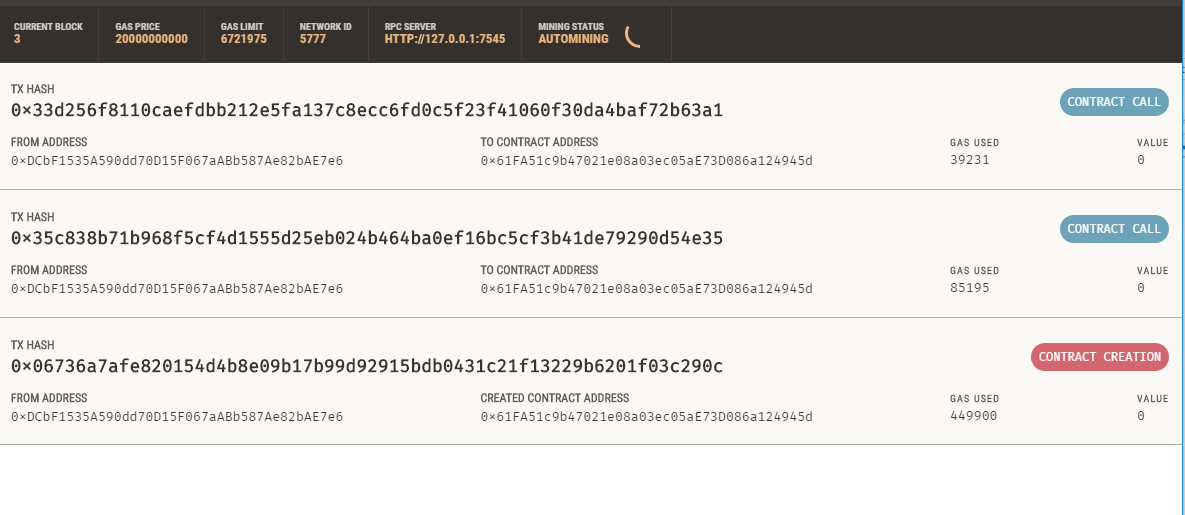 CURRENT BLOCK GAS PRICE GAS LIMIT NETWORK ID RPC SERVER MINING STATUS
3 20000000000 6721975 5777 HTTP://127.0.0.1:7545 AUTOMINING
TX HASH
0×33d256f8110caefdbb212e5fa137c8ecc6fd0c5f23f41060f30da4baf72b63a1 CONTRACT CALL
FROM ADDRESS TO CONTRACT ADDRESS GAS USED VALUE
0×DCbF1535A590dd70D15F067aABb587Ae82bAE7e6 0×61FA51c9b47021e08a03ec05aE73D086a124945d 39231 0
TX HASH
0×35c838b71b968f5cf4d1555d25eb024b464ba0ef16bc5cf3b41de79290d54e35 CONTRACT CALL
FROM ADDRESS TO CONTRACT ADDRESS GAS USED VALUE
0×DCbF1535A590dd70D15F067aABb587Ae82bAE7e6 0×61FA51c9b47021e08a03ec05aE73D086a124945d 85195 0
TX HASH
0×06736a7afe820154d4b8e09b17b99d92915bdb0431c21f13229b6201f03c290c CONTRACT CREATION
FROM ADDRESS CREATED CONTRACT ADDRESS GAS USED VALUE
0×DCbF1535A590dd70D15F067aABb587Ae82bAE7e6 0×61FA51c9b47021e08a03ec05aE73D086a124945d 449900 0